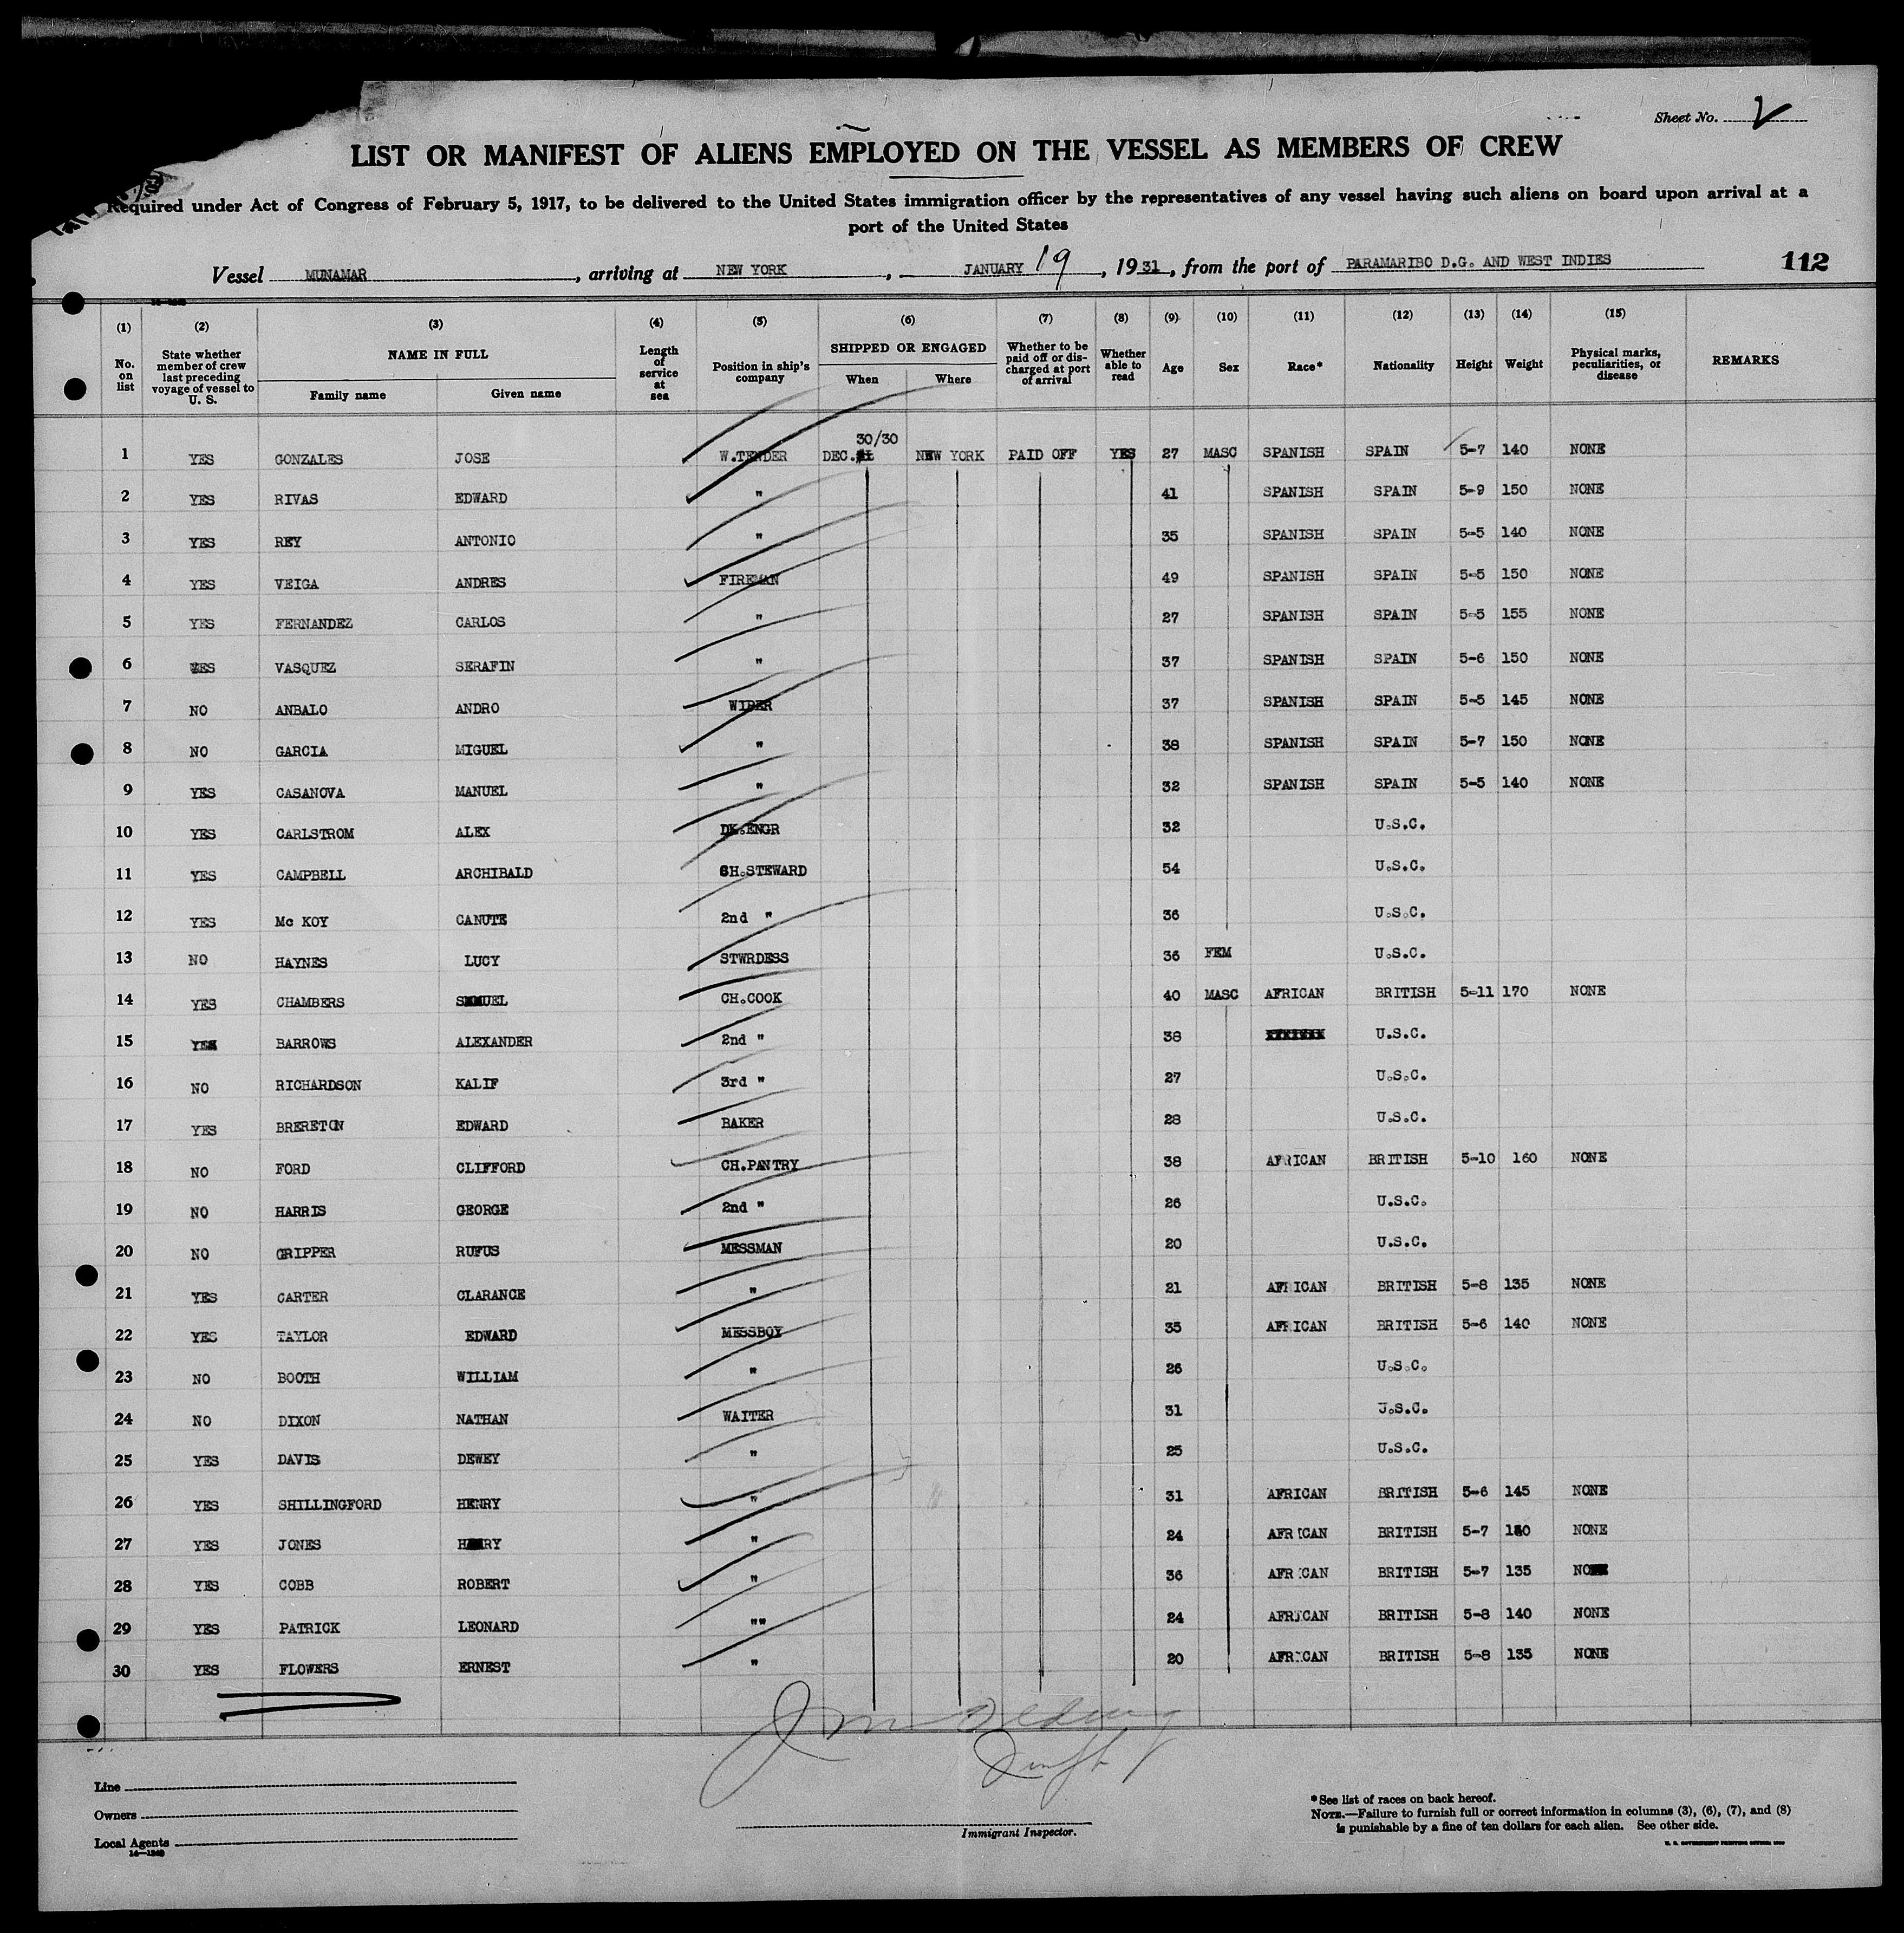 Sheet No. 2
LIST OR MANIFEST OF ALIENS EMPLOYED ON THE VESSEL AS MEMBERS OF CREW
Required under Act of Congress of February 5, 1917, to be delivered to the United States immigration officer by the representatives of any vessel having such aliens on board upon arrival at a
port of the United States
Vessel MUNAMAR, arriving at NEW YORK, JANUARY 19, 1931, from the port of PARAMARIBO D.G. AND WEST INDIES 112
(1) (2) (3) (4) (5) (6) (7) (8) (9) (10) (11) (12) (13) (14) (15)
No. on list State whether member of crew last preceding voyage of vessel to U. S. NAME IN FULL Family name Given name Length of service at sea Position in ship's company SHIPPED OR ENGAGED When Where Whether to be paid off or discharged at port of arrival Whether able to read Age Sex Race* Nationality Height Weight Physical marks, peculiarities, or disease REMARKS
30/30
1 YES GONZALES JOSE W.TENDER DEC. NEW YORK PAID OFF YES 27 MASC SPANISH SPAIN 5-7 140 NONE
2 YES RIVAS EDWARD " 41 SPANISH SPAIN 5-9 150 NONE
3 YES REY ANTONIO " 35 SPANISH SPAIN 5-5 140 NONE
4 YES VEIGA ANDRES FIREMAN 49 SPANISH SPAIN 5-5 150 NONE
5 YES FERNANDEZ CARLOS " 27 SPANISH SPAIN 5-5 155 NONE
6 YES VASQUEZ SERAFIN " 37 SPANISH SPAIN 5-6 150 NONE
7 NO ANBALO ANDRO WIPER 37 SPANISH SPAIN 5-5 145 NONE
8 NO GARCIA MIGUEL " 38 SPANISH SPAIN 5-7 150 NONE
9 YES CASANOVA MANUEL " 32 SPANISH SPAIN 5-5 140 NONE
10 YES CARLSTROM ALEX DK.ENGR 32 U.S.C.
11 YES CAMPBELL ARCHIBALD CH.STEWARD 54 U.S.C.
12 YES Mc KOY CANUTE 2nd " 36 U.S.C.
13 NO HAYNES LUCY STWRDESS 36 FEM U.S.C.
14 YES CHAMBERS SAMUEL CH.COOK 40 MASC AFRICAN BRITISH 5-11 170 NONE
15 YES BARROWS ALEXANDER 2nd " 38 U.S.C.
16 NO RICHARDSON KALIF 3rd " 27 U.S.C.
17 YES BRERETON EDWARD BAKER 28 U.S.C.
18 NO FORD CLIFFORD CH.PANTRY 38 AFRICAN BRITISH 5-10 160 NONE
19 NO HARRIS GEORGE 2nd " 26 U.S.C.
20 NO GRIPPER RUFUS MESSMAN 20 U.S.C.
21 YES CARTER CLARANCE " 21 AFRICAN BRITISH 5-8 135 NONE
22 YES TAYLOR EDWARD MESSBOY 35 AFRICAN BRITISH 5-6 140 NONE
23 NO BOOTH WILLIAM " 26 U.S.C.
24 NO DIXON NATHAN WAITER 31 U.S.C.
25 YES DAVIS DEWEY " 25 U.S.C.
26 YES SHILLINGFORD HENRY " 31 AFRICAN BRITISH 5-6 145 NONE
27 YES JONES " 24 AFRICAN BRITISH 5-7 NONE
28 YES COBB ROBERT " 36 AFRICAN BRITISH 5-7 135 NONE
29 YES PATRICK LEONARD "" 24 AFRICAN BRITISH 5-8 140 NONE
30 YES FLOWERS ERNEST " 20 AFRICAN BRITISH 5-8 135 NONE
Line
Owners
Local Agents
14—1240
Immigrant Inspector.
*See list of races on back hereof.
NOTE.—Failure to furnish full or correct information in columns (3), (6), (7), and (8)
is punishable by a fine of ten dollars for each alien. See other side.